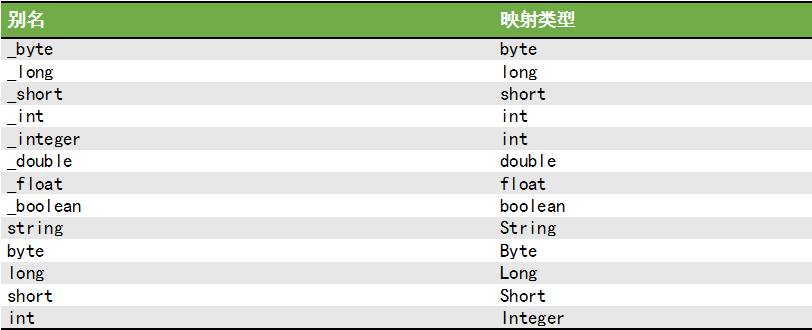 别名 映射类型
_byte byte
_long long
_short short
_int int
_integer int
_double double
_float float
_boolean boolean
string String
byte Byte
long Long
short Short
int Integer